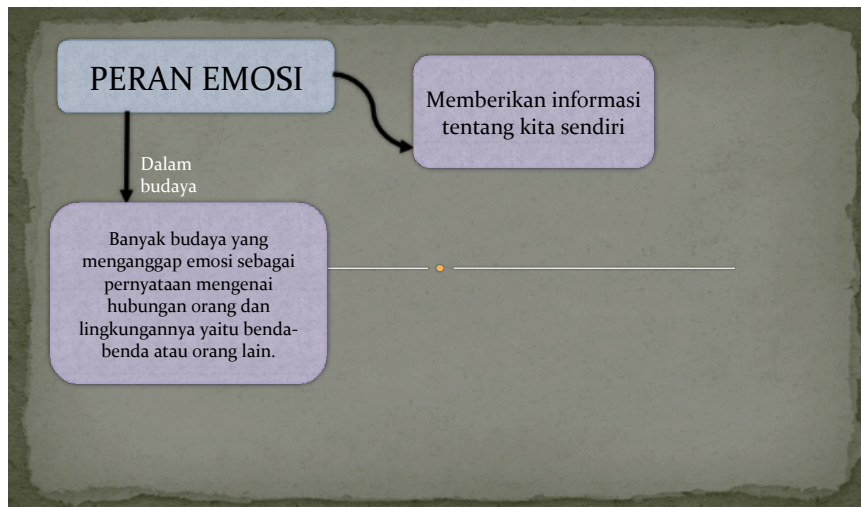 PERAN EMOSI
Memberikan informasi
tentang kita sendiri
Dalam
budaya
Banyak budaya yang
menganggap emosi sebagai
pernyataan mengenai
hubungan orang dan
lingkungannya yaitu benda-
benda atau orang lain.